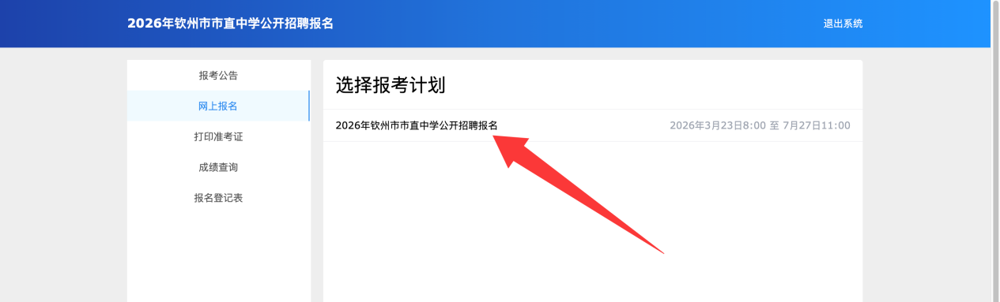 2026年钦州市市直中学公开招聘报名
退出系统
报考公告
网上报名
打印准考证
成绩查询
报名登记表
选择报考计划
2026年钦州市市直中学公开招聘报名
2026年3月23日8:00 至 7月27日11:00